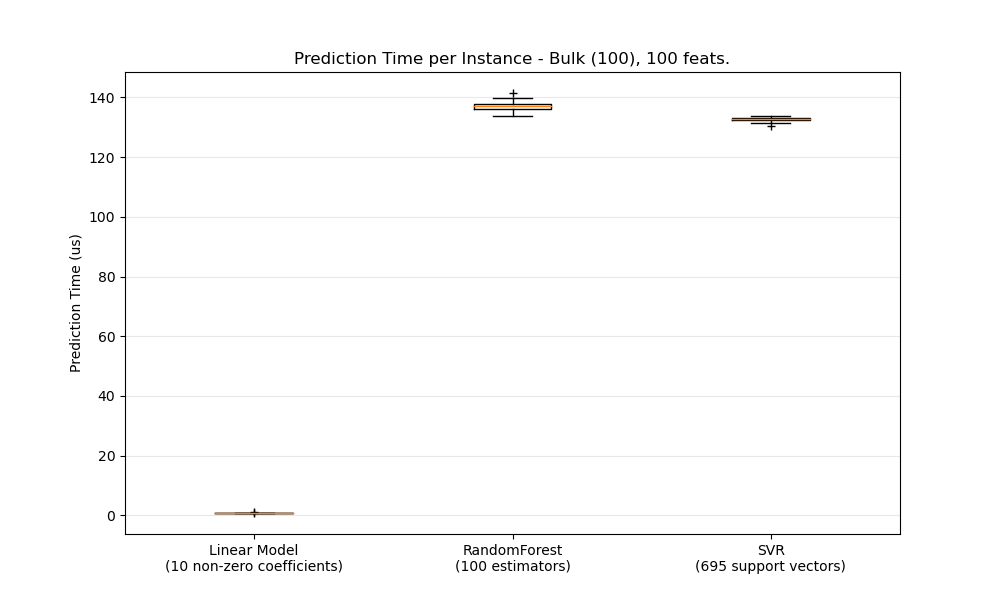 Prediction Time per Instance - Bulk (100), 100 feats.
Prediction Time (us)
140
120
100
80
60
40
20
0
Linear Model
(10 non-zero coefficients)
RandomForest
(100 estimators)
SVR
(695 support vectors)